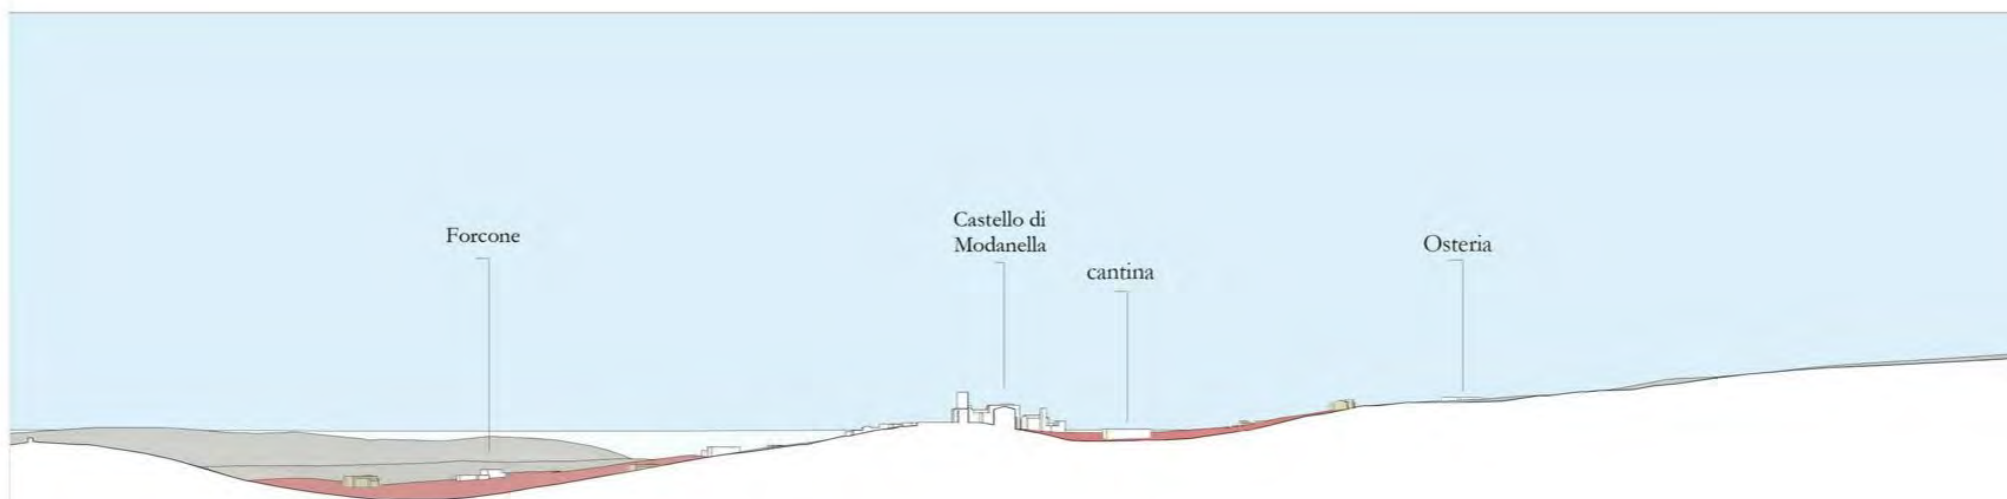 Forcone
Castello di
Modanella
cantina
Osteria